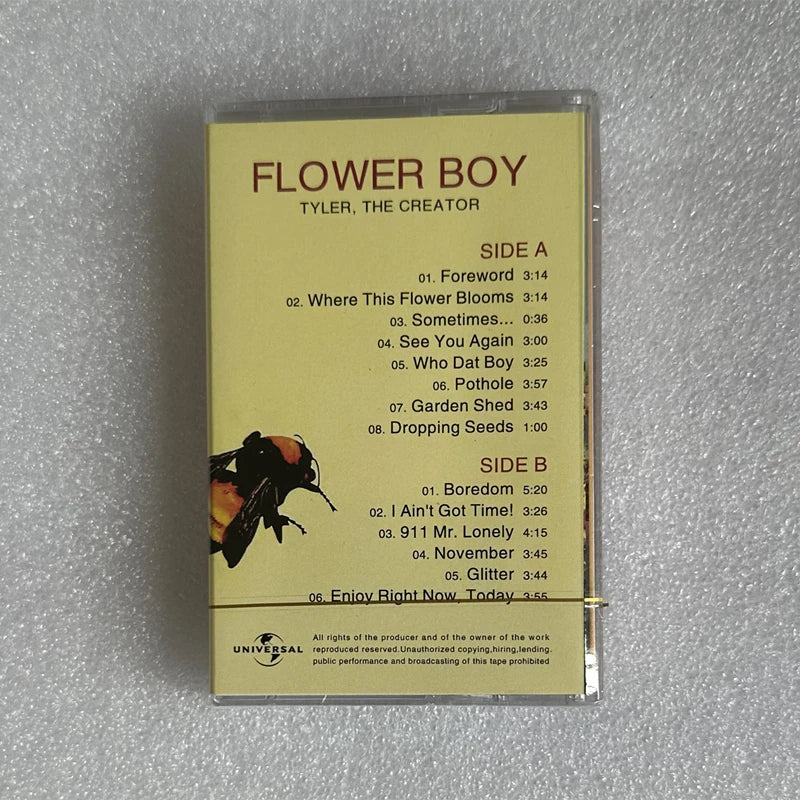 FLOWER BOY
TYLER, THE CREATOR
SIDE A
01. Foreword 3:14
02. Where This Flower Blooms 3:14
03. Sometimes... 0:36
04. See You Again 3:00
05. Who Dat Boy 3:25
06. Pothole 3:57
07. Garden Shed 3:43
08. Dropping Seeds 1:00
SIDE B
01. Boredom 5:20
02. I Ain't Got Time! 3:26
03. 911 Mr. Lonely 4:15
04. November 3:45
05. Glitter 3:44
06. Enjoy Right Now, Today 3:55
UNIVERSAL
All rights of the producer and of the owner of the work
reproduced reserved.Unauthorized copying,hiring,lending.
public performance and broadcasting of this tape prohibited